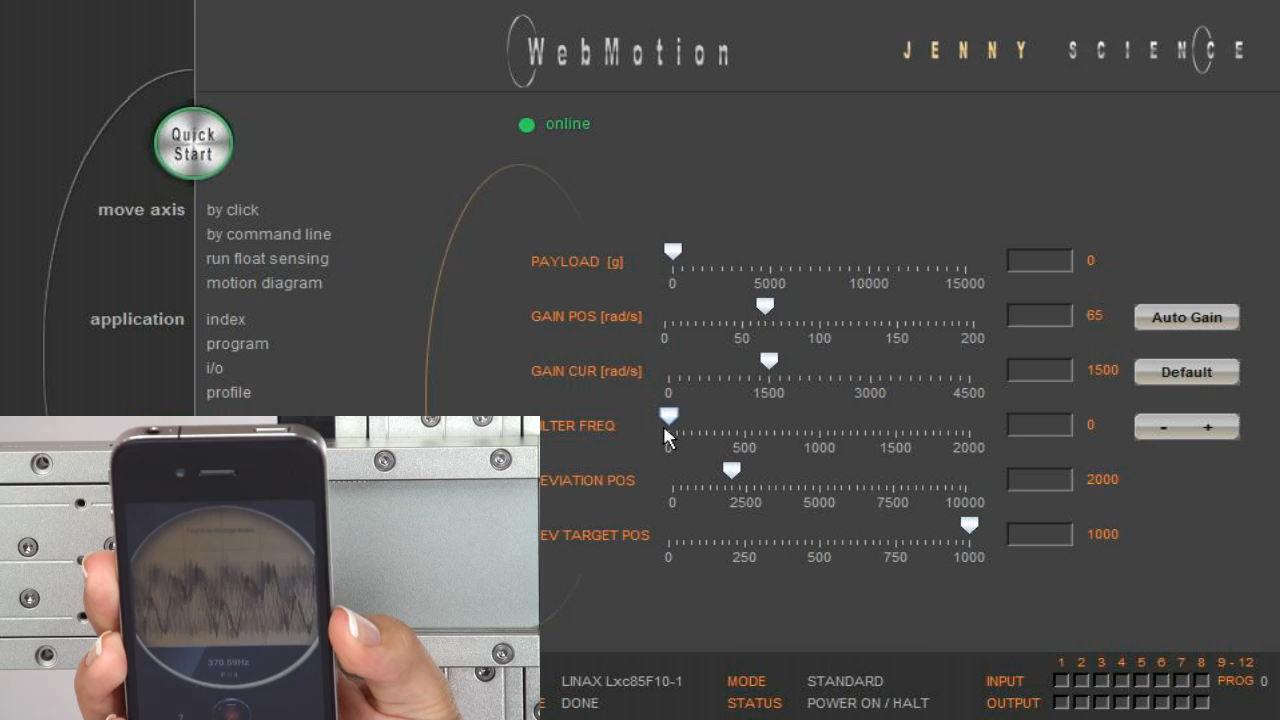 WebMotion
JENNY SCIENCE
online
Quick
Start
move axis
by click
by command line
run float sensing
motion diagram
application
index
program
i/o
profile
PAYLOAD [g]
0 5000 10000 15000
0
GAIN POS [rad/s]
0 50 100 150 200
65
Auto Gain
GAIN CUR [rad/s]
0 1500 3000 4500
1500
Default
LTER FREQ
0 500 1000 1500 2000
0
- +
EVIATION POS
0 2500 5000 7500 10000
2000
EV TARGET POS
0 250 500 750 1000
1000
370.59Hz
LINAX Lxc85F10-1
MODE STANDARD
E DONE
STATUS POWER ON / HALT
1 2 3 4 5 6 7 8 9 - 12
INPUT
PROG 0
OUTPUT